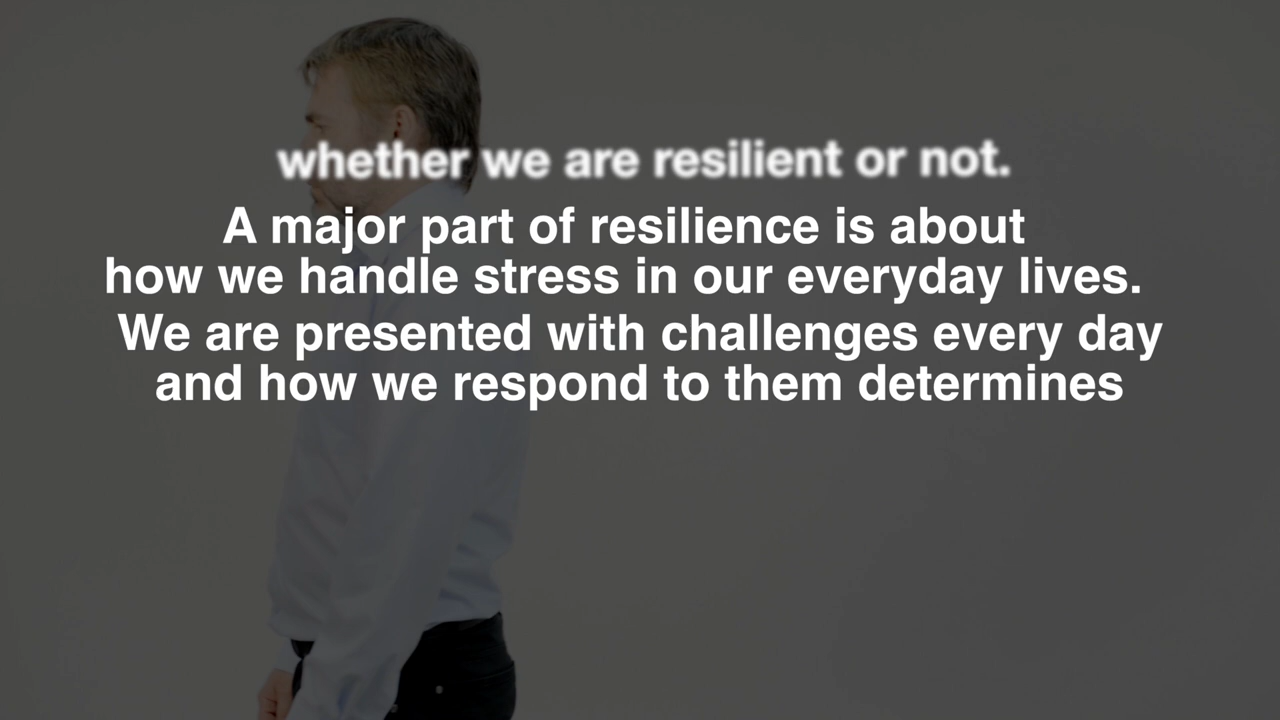 whether we are resilient or not.
A major part of resilience is about
how we handle stress in our everyday lives.
We are presented with challenges every day
and how we respond to them determines